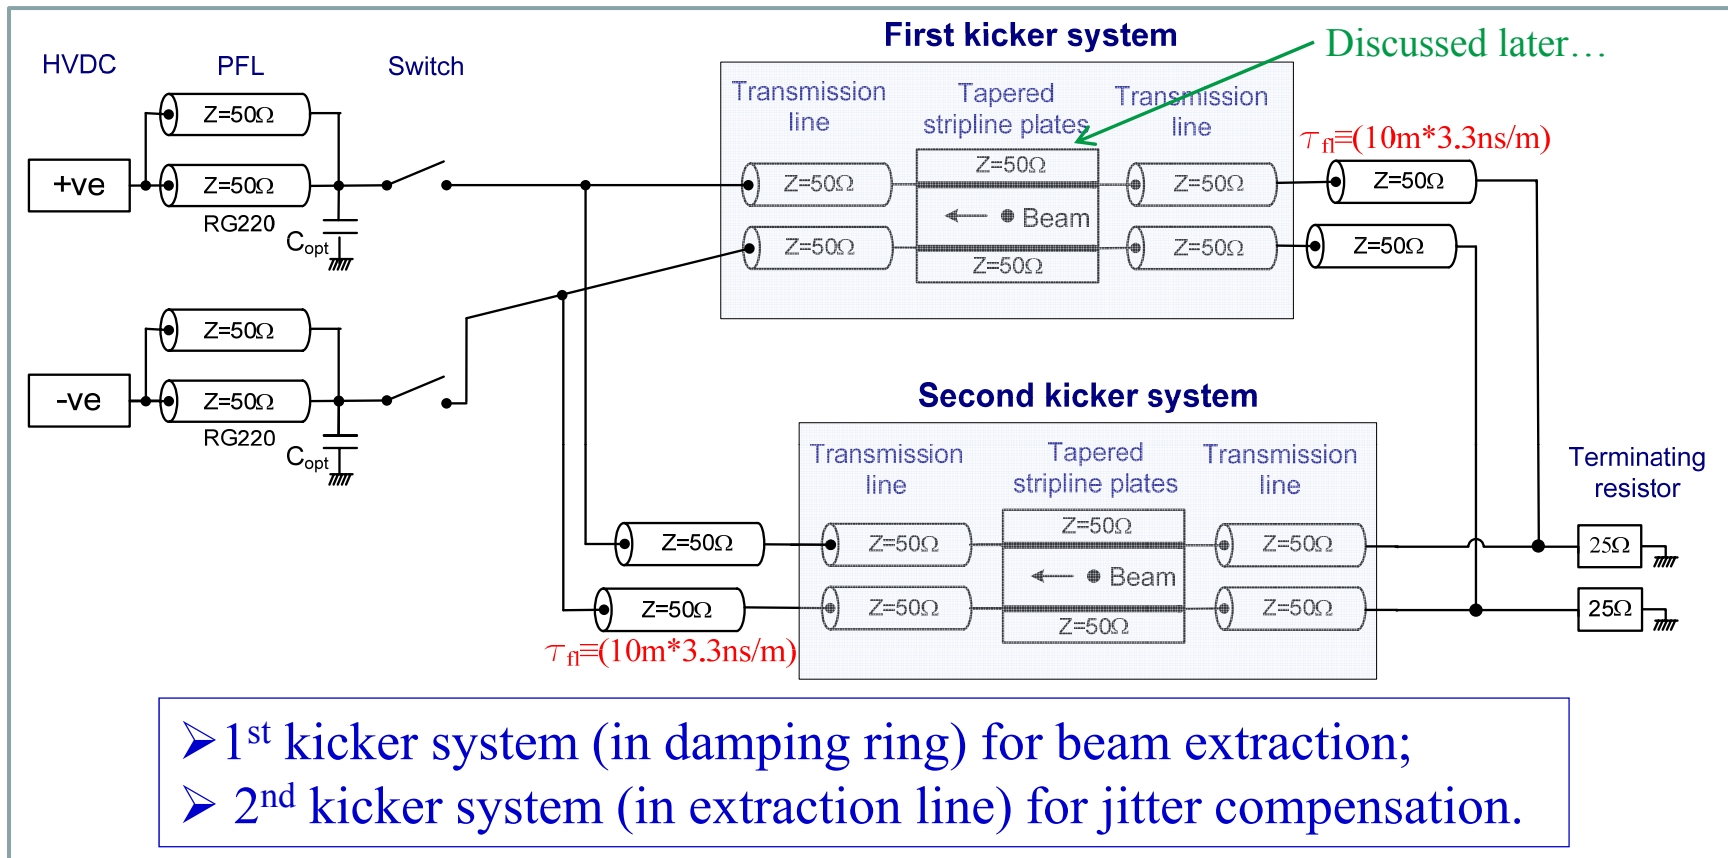 First kicker system
Discussed later…
HVDC
PFL
Switch
Transmission
line
Tapered
stripline plates
Transmission
line
τfl≡(10m*3.3ns/m)
Z=50Ω
+ve
Z=50Ω
RG220
Copt
Z=50Ω
Z=50Ω
Z=50Ω
Z=50Ω
Beam
Z=50Ω
Z=50Ω
Z=50Ω
Z=50Ω
Z=50Ω
Z=50Ω
-ve
Z=50Ω
RG220
Copt
Second kicker system
Transmission
line
Tapered
stripline plates
Transmission
line
Terminating
resistor
Z=50Ω
Z=50Ω
Z=50Ω
Z=50Ω
25Ω
Beam
Z=50Ω
Z=50Ω
Z=50Ω
Z=50Ω
25Ω
τfl≡(10m*3.3ns/m)
➢1st kicker system (in damping ring) for beam extraction;
➢ 2nd kicker system (in extraction line) for jitter compensation.